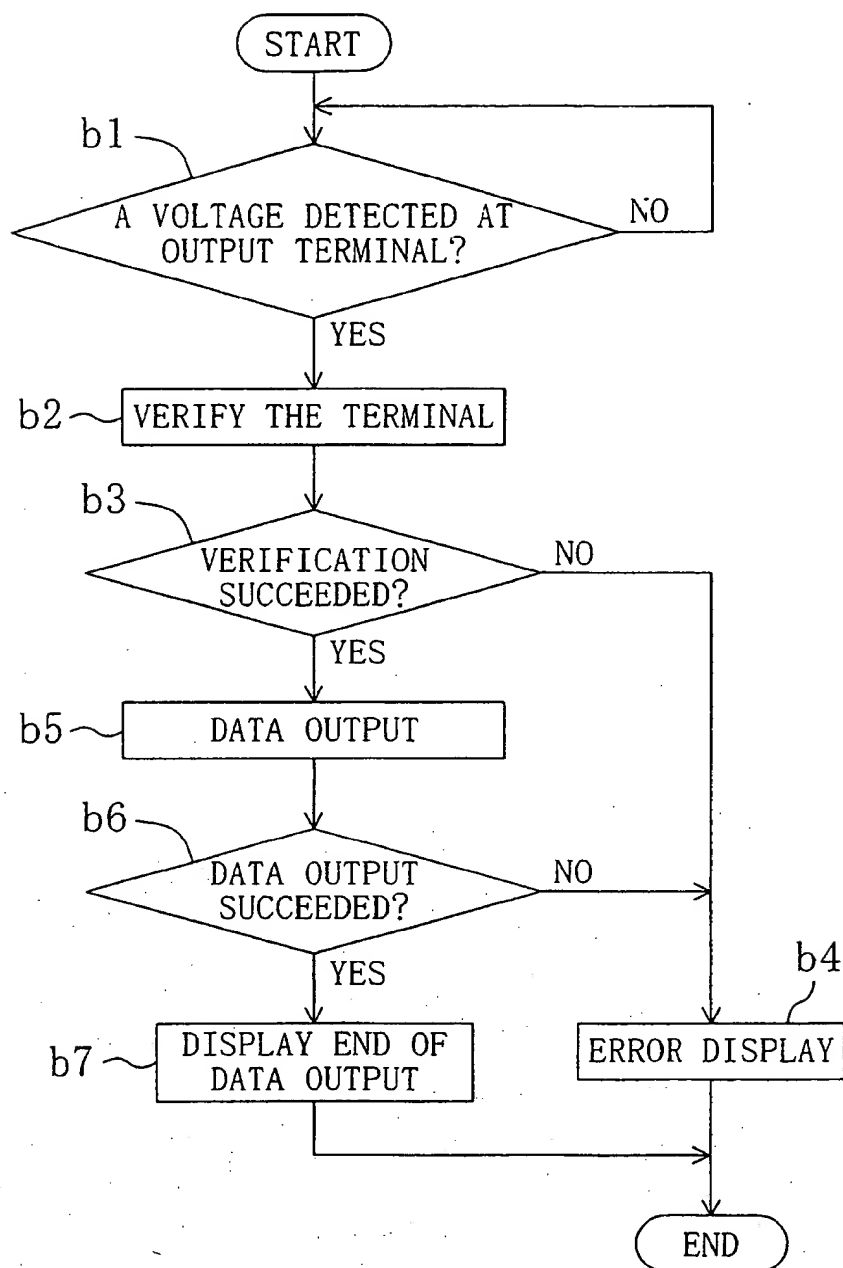 START
b1
A VOLTAGE DETECTED AT
OUTPUT TERMINAL?
NO
YES
b2
VERIFY THE TERMINAL
b3
VERIFICATION
SUCCEEDED?
NO
YES
b5
DATA OUTPUT
b6
DATA OUTPUT
SUCCEEDED?
NO
YES
b4
b7
DISPLAY END OF
DATA OUTPUT
ERROR DISPLAY
END